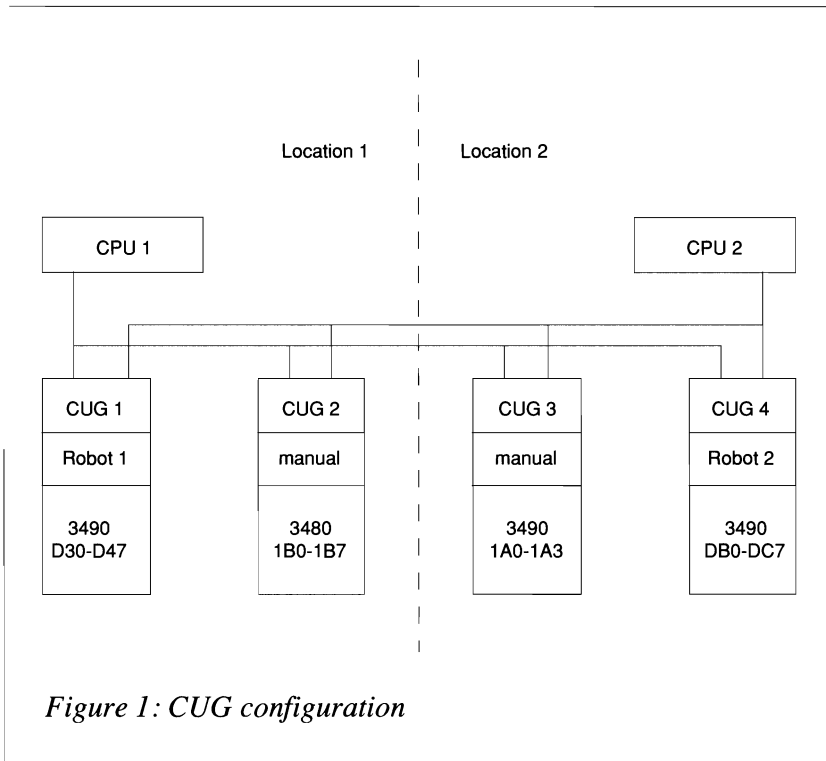 Location 1
Location 2
CPU 1
CPU 2
CUG 1
CUG 2
CUG 3
CUG 4
Robot 1
manual
manual
Robot 2
3490
D30-D47
3480
1B0-1B7
3490
1A0-1A3
3490
DB0-DC7
Figure 1: CUG configuration